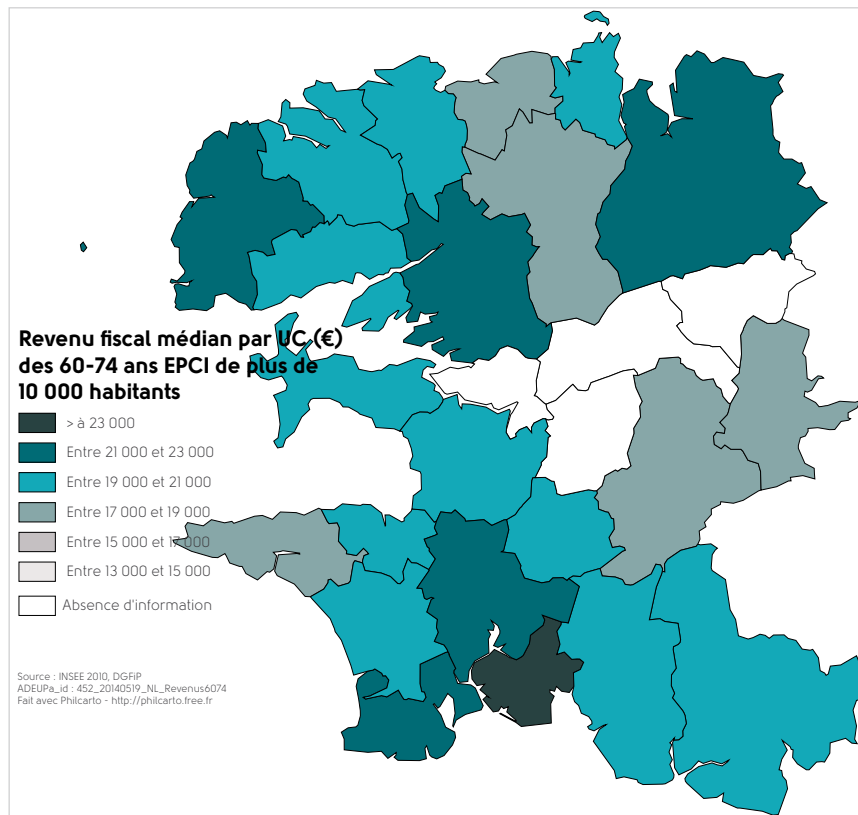 Revenu fiscal médian par UC (€)
des 60-74 ans EPCI de plus de
10 000 habitants
> à 23 000
Entre 21 000 et 23 000
Entre 19 000 et 21 000
Entre 17 000 et 19 000
Entre 15 000 et 17 000
Entre 13 000 et 15 000
Absence d'information
Source : INSEE 2010, DGFiP
ADEUPa_id : 452_20140519_NL_Revenus6074
Fait avec Philcarto - http://philcarto.free.fr